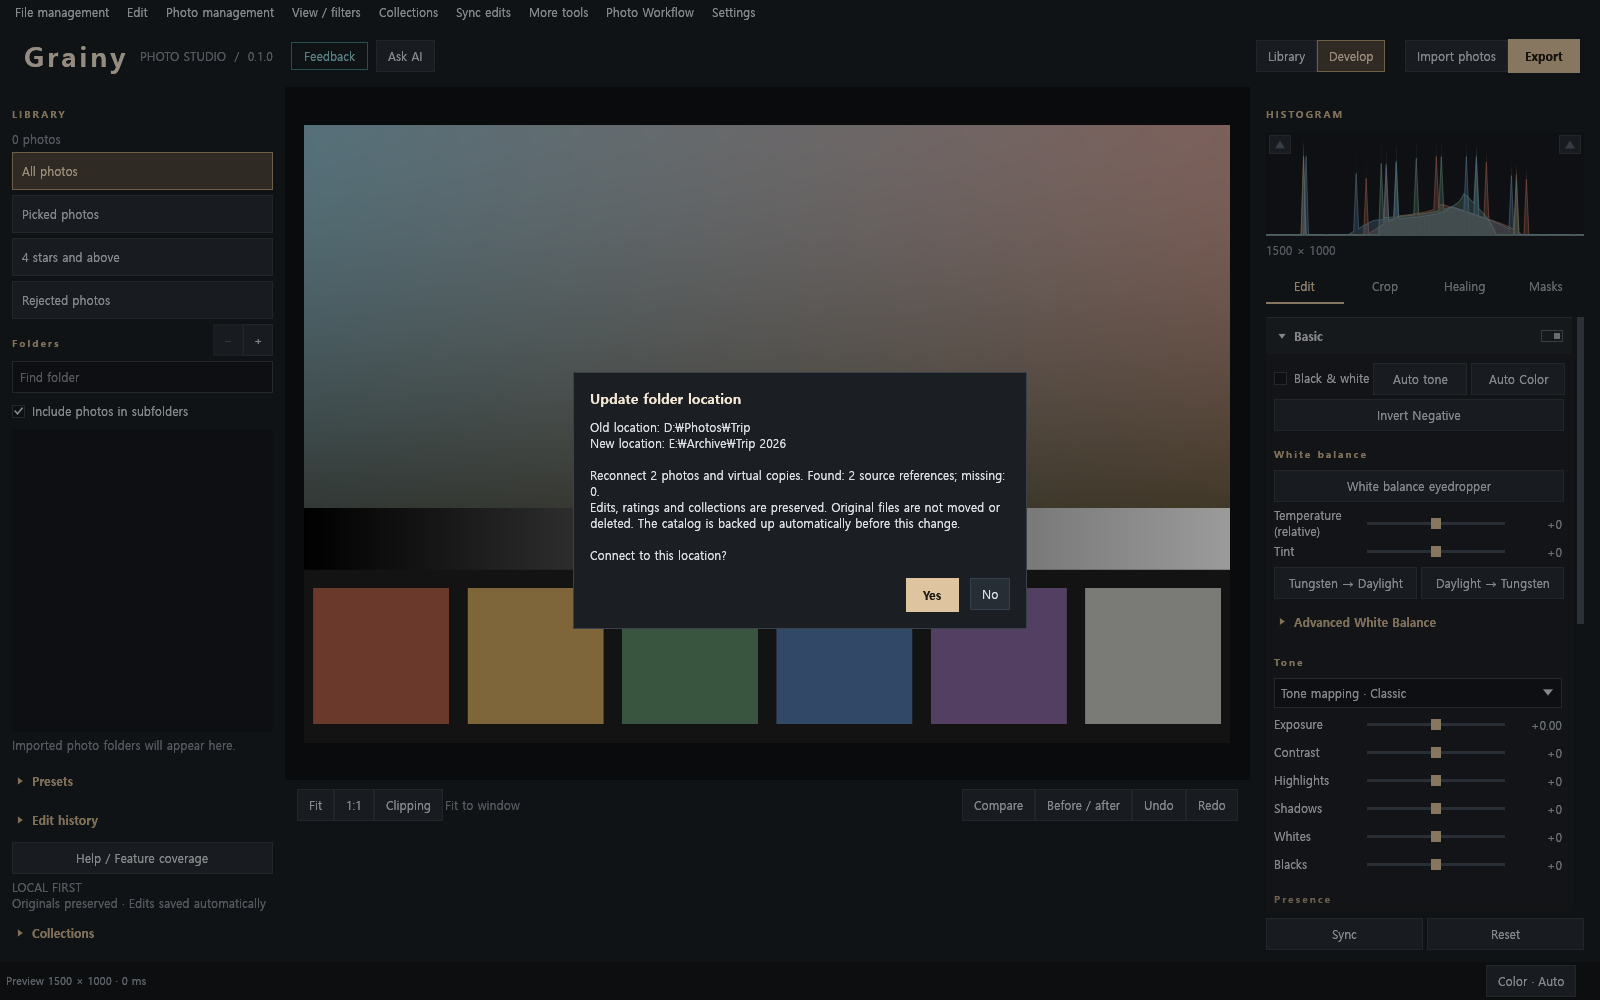 File management Edit Photo management View / filters Collections Sync edits More tools Photo Workflow Settings
Grainy PHOTO STUDIO / 0.1.0 Feedback Ask AI Library Develop Import photos Export
LIBRARY
0 photos
All photos
Picked photos
4 stars and above
Rejected photos
Folders − +
Find folder
Include photos in subfolders
Imported photo folders will appear here.
Presets
Edit history
Help / Feature coverage
LOCAL FIRST
Originals preserved · Edits saved automatically
Collections
Update folder location
Old location: D:₩Photos₩Trip
New location: E:₩Archive₩Trip 2026
Reconnect 2 photos and virtual copies. Found: 2 source references; missing:
0.
Edits, ratings and collections are preserved. Original files are not moved or
deleted. The catalog is backed up automatically before this change.
Connect to this location?
Yes No
Fit 1:1 Clipping Fit to window Compare Before / after Undo Redo
HISTOGRAM
1500 × 1000
Edit Crop Healing Masks
Basic
Black & white Auto tone Auto Color
Invert Negative
White balance
White balance eyedropper
Temperature
(relative) +0
Tint +0
Tungsten → Daylight Daylight → Tungsten
Advanced White Balance
Tone
Tone mapping · Classic
Exposure +0.00
Contrast +0
Highlights +0
Shadows +0
Whites +0
Blacks +0
Presence
Sync Reset
Preview 1500 × 1000 · 0 ms Color · Auto